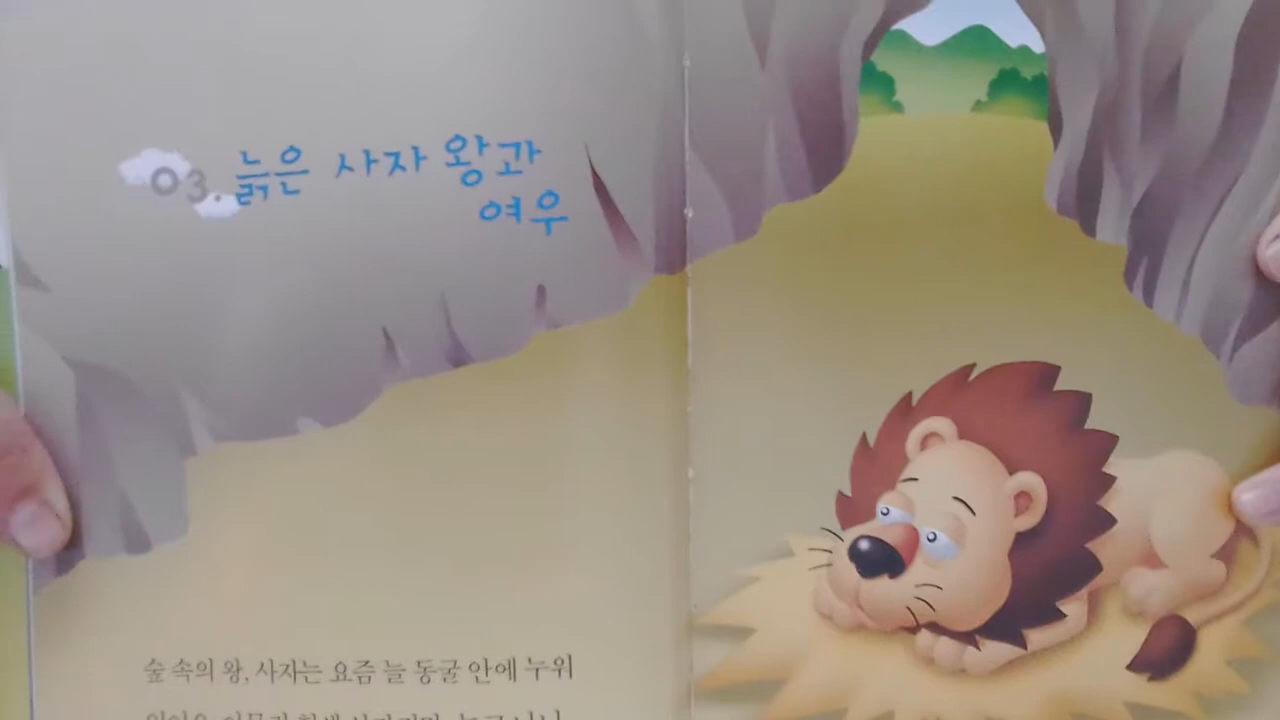 03. 늙은 사자 왕과
여우
숲 속의 왕, 사자는 요즘 늘 동굴 안에 누워